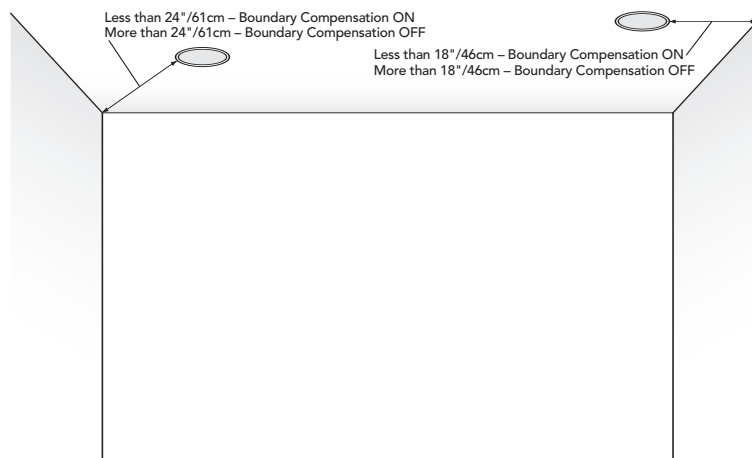 Less than 24"/61cm – Boundary Compensation ON
More than 24"/61cm – Boundary Compensation OFF
Less than 18"/46cm – Boundary Compensation ON
More than 18"/46cm – Boundary Compensation OFF